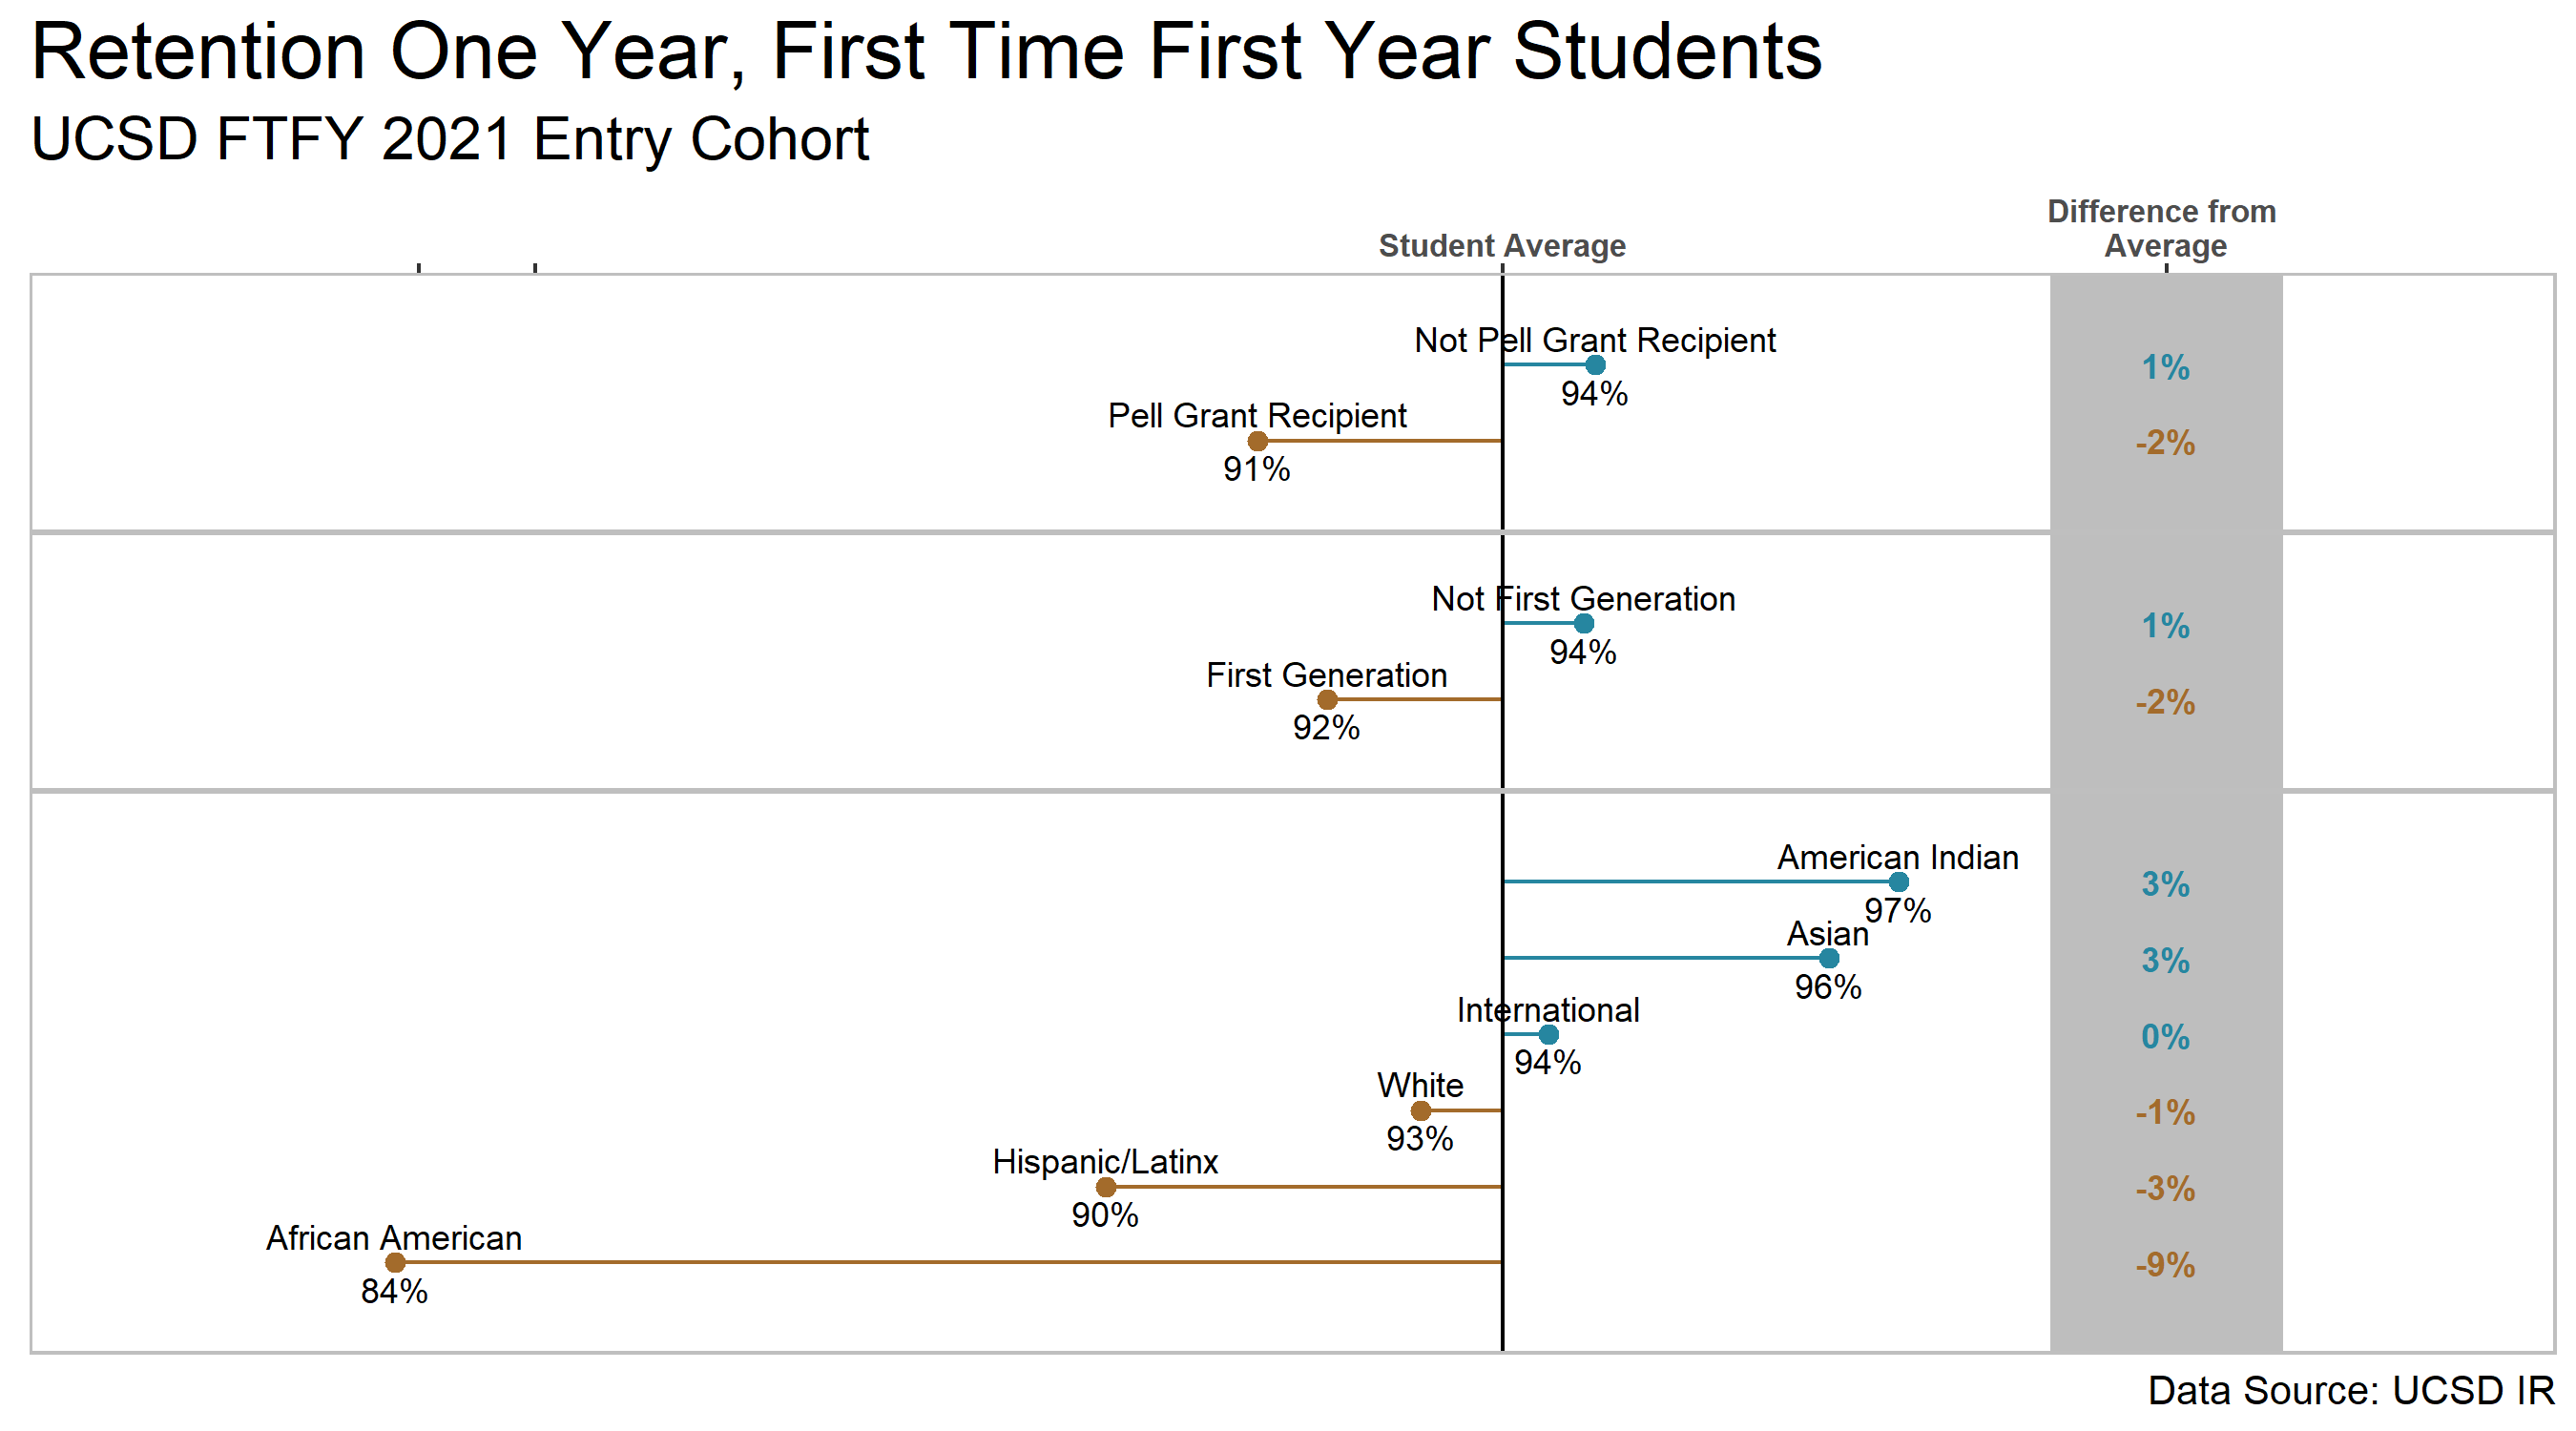 Retention One Year, First Time First Year Students
UCSD FTFY 2021 Entry Cohort
Student Average
Difference from
Average
Not Pell Grant Recipient
94%
1%
Pell Grant Recipient
91%
-2%
Not First Generation
94%
1%
First Generation
92%
-2%
American Indian
97%
3%
Asian
96%
3%
International
94%
0%
White
93%
-1%
Hispanic/Latinx
90%
-3%
African American
84%
-9%
Data Source: UCSD IR